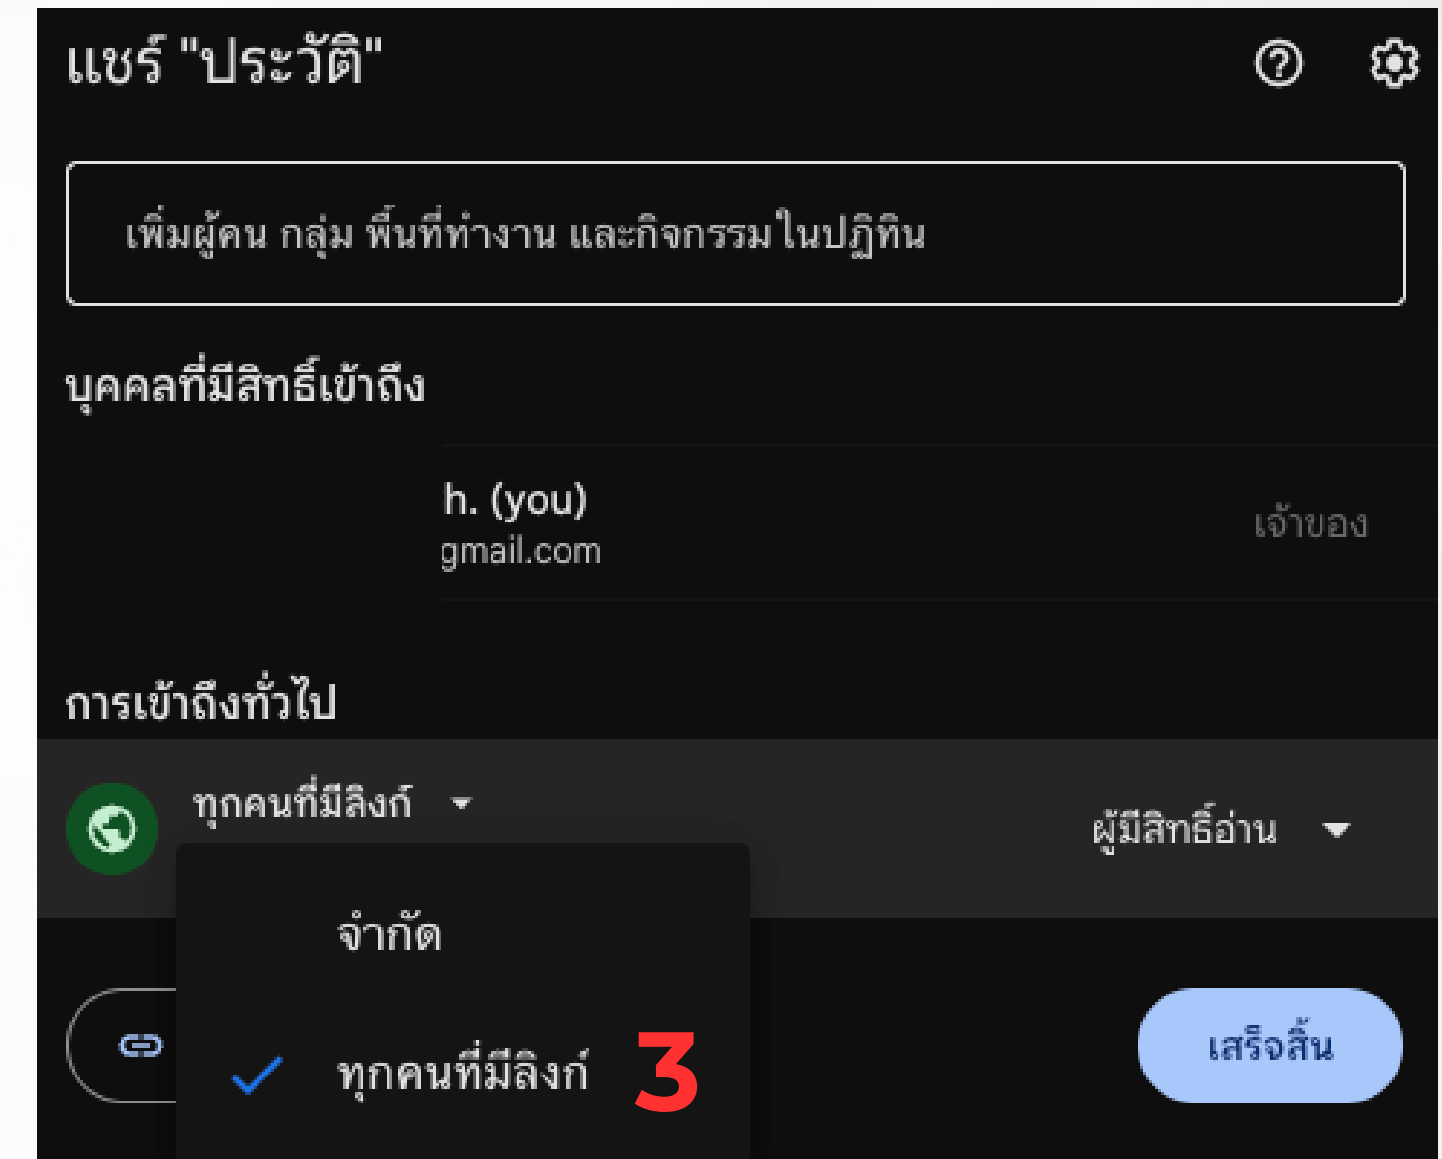 แชร์ "ประวัติ"
เพิ่มผู้คน กลุ่ม พื้นที่ทำงาน และกิจกรรมในปฏิทิน
บุคคลที่มีสิทธิ์เข้าถึง
h. (you)
เจ้าของ
gmail.com
การเข้าถึงทั่วไป
ทุกคนที่มีลิงก์
ผู้มีสิทธิ์อ่าน
จำกัด
ทุกคนที่มีลิงก์ 3
เสร็จสิ้น